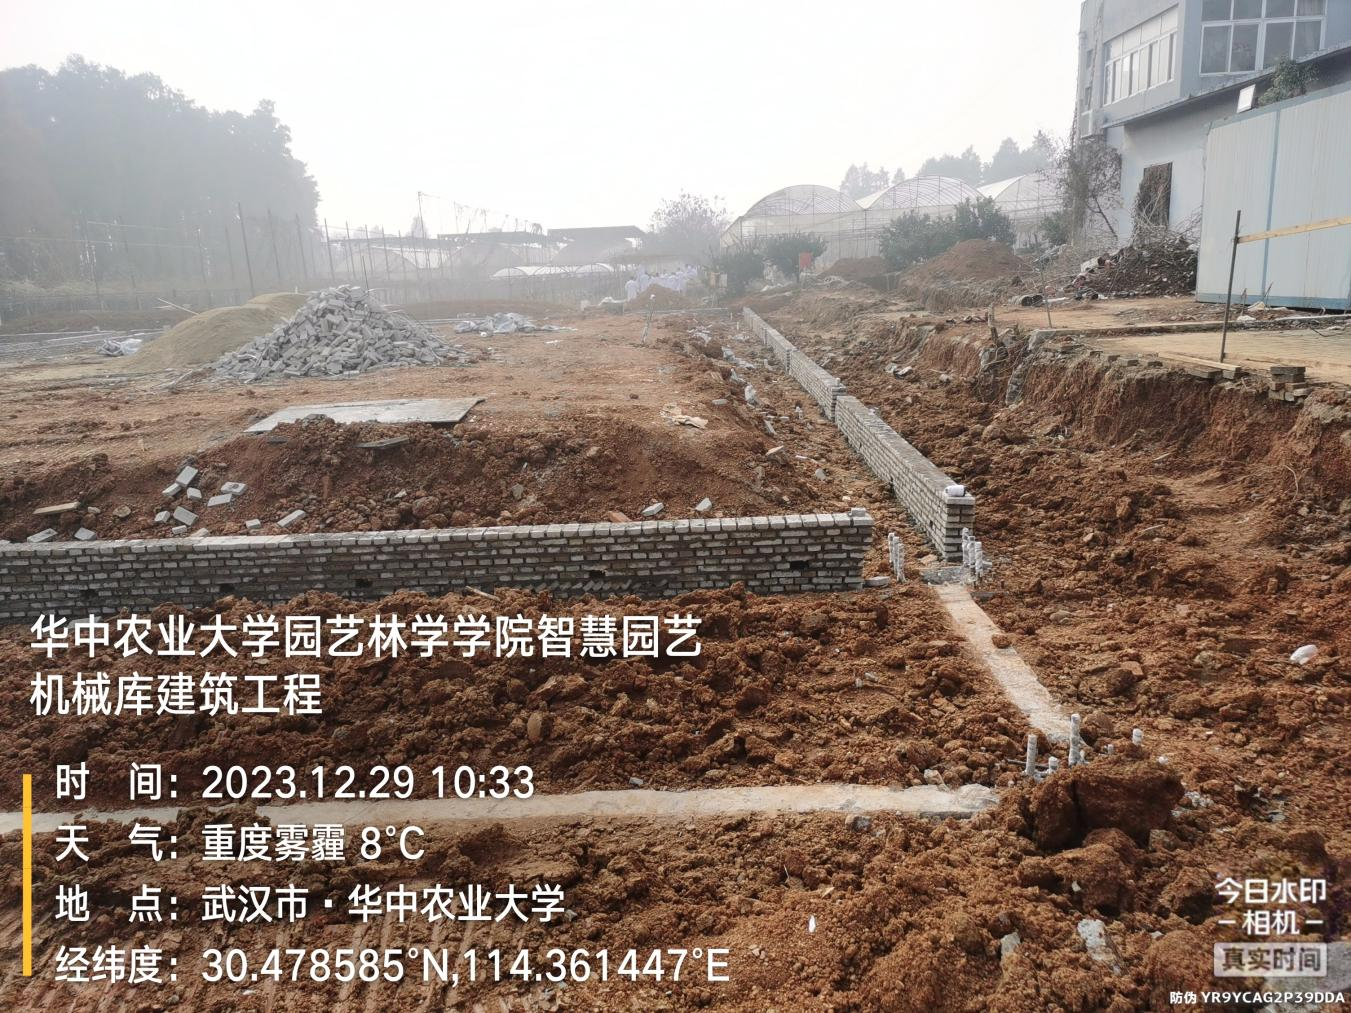 华中农业大学园艺林学学院智慧园艺
机械库建筑工程
时　间：2023.12.29 10:33
天　气：重度雾霾 8°C
地　点：武汉市·华中农业大学
经纬度：30.478585°N,114.361447°E
今日水印
相机
真实时间
防伪 YR9YCAG2P39DDA